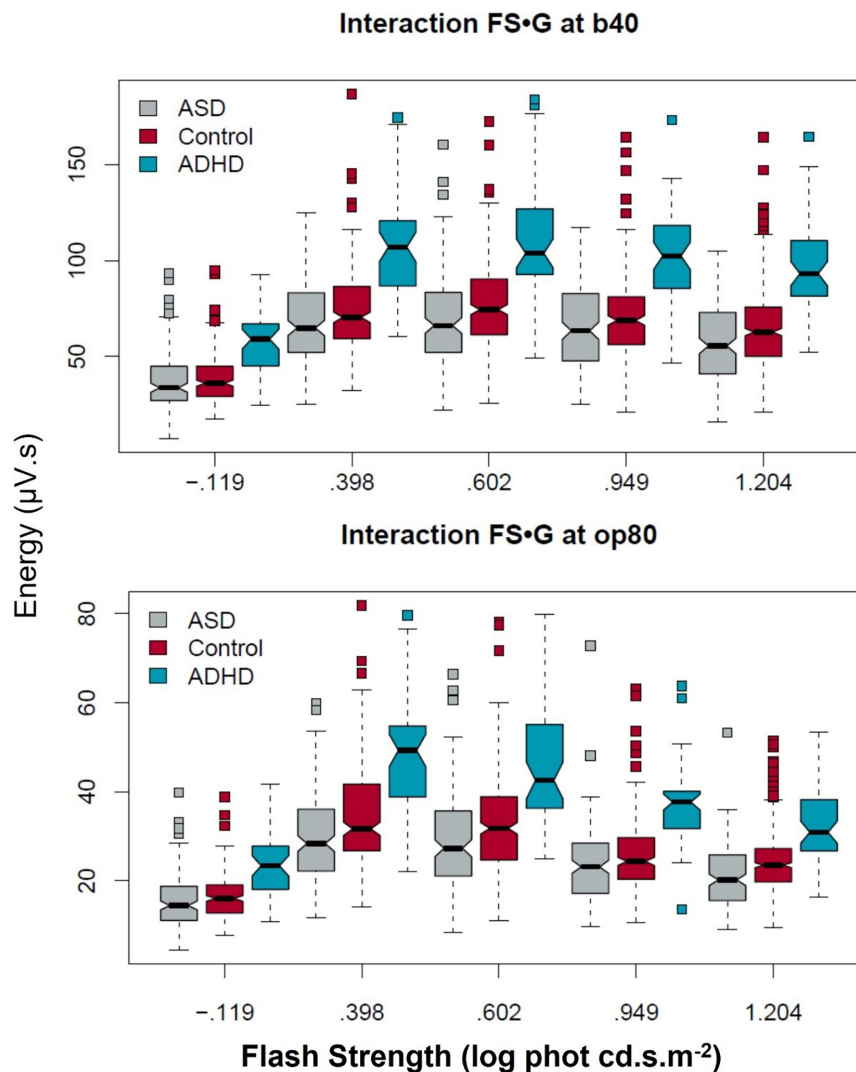 Interaction FS•G at b40
ASD
Control
ADHD
150
100
50
−.119 .398 .602 .949 1.204
Energy (µV.s)
Interaction FS•G at op80
ASD
Control
ADHD
80
60
40
20
−.119 .398 .602 .949 1.204
Flash Strength (log phot cd.s.m⁻²)